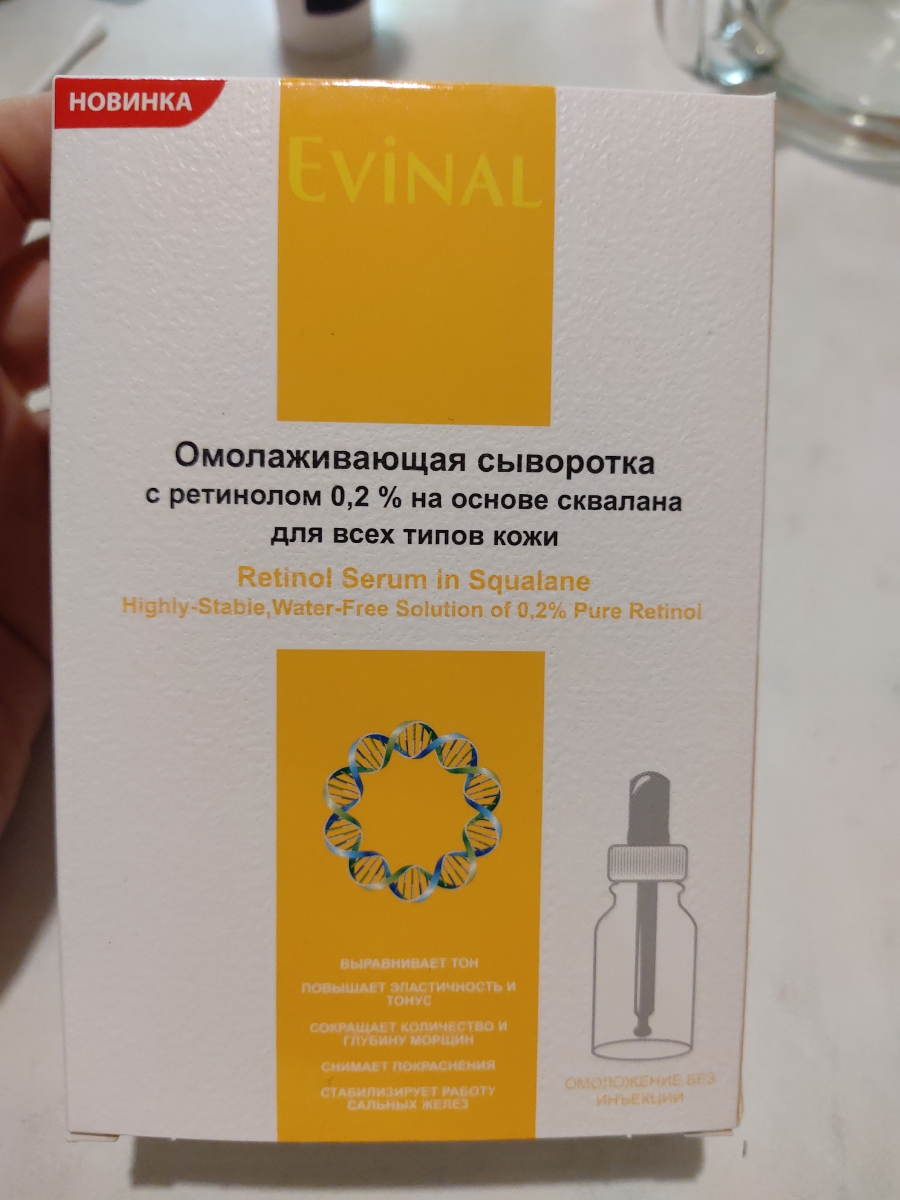 НОВИНКА
EViNAL
Омолаживающая сыворотка
с ретинолом 0,2 % на основе сквалана
для всех типов кожи
Retinol Serum in Squalane
Highly-Stable,Water-Free Solution of 0,2% Pure Retinol
ВЫРАВНИВАЕТ ТОН
ПОВЫШАЕТ ЭЛАСТИЧНОСТЬ И
ТОНУС
СОКРАЩАЕТ КОЛИЧЕСТВО И
ГЛУБИНУ МОРЩИН
СНИМАЕТ ПОКРАСНЕНИЯ
СТАБИЛИЗИРУЕТ РАБОТУ
САЛЬНЫХ ЖЕЛЕЗ
ОМОЛОЖЕНИЕ БЕЗ
ИНЪЕКЦИЙ